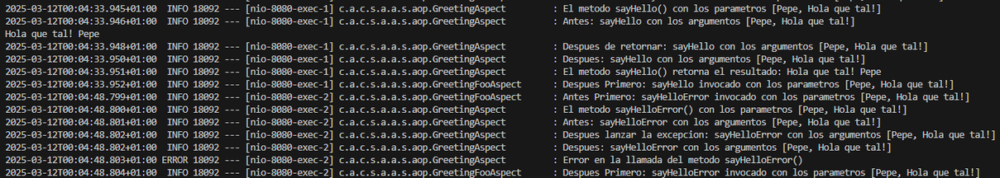 2025-03-12T00:04:33.945+01:00  INFO 18092 --- [nio-8080-exec-1] c.a.c.s.a.a.s.aop.GreetingAspect         : El metodo sayHello() con los parametros [Pepe, Hola que tal!]
2025-03-12T00:04:33.946+01:00  INFO 18092 --- [nio-8080-exec-1] c.a.c.s.a.a.s.aop.GreetingAspect         : Antes: sayHello con los argumentos [Pepe, Hola que tal!]
Hola que tal! Pepe
2025-03-12T00:04:33.948+01:00  INFO 18092 --- [nio-8080-exec-1] c.a.c.s.a.a.s.aop.GreetingAspect         : Despues de retornar: sayHello con los argumentos [Pepe, Hola que tal!]
2025-03-12T00:04:33.950+01:00  INFO 18092 --- [nio-8080-exec-1] c.a.c.s.a.a.s.aop.GreetingAspect         : Despues: sayHello con los argumentos [Pepe, Hola que tal!]
2025-03-12T00:04:33.951+01:00  INFO 18092 --- [nio-8080-exec-1] c.a.c.s.a.a.s.aop.GreetingAspect         : El metodo sayHello() retorna el resultado: Hola que tal! Pepe
2025-03-12T00:04:33.952+01:00  INFO 18092 --- [nio-8080-exec-1] c.a.c.s.a.a.s.aop.GreetingFooAspect      : Despues Primero: sayHello invocado con los parametros [Pepe, Hola que tal!]
2025-03-12T00:04:48.799+01:00  INFO 18092 --- [nio-8080-exec-2] c.a.c.s.a.a.s.aop.GreetingFooAspect      : Antes Primero: sayHelloError invocado con los parametros [Pepe, Hola que tal!]
2025-03-12T00:04:48.800+01:00  INFO 18092 --- [nio-8080-exec-2] c.a.c.s.a.a.s.aop.GreetingAspect         : El metodo sayHelloError() con los parametros [Pepe, Hola que tal!]
2025-03-12T00:04:48.801+01:00  INFO 18092 --- [nio-8080-exec-2] c.a.c.s.a.a.s.aop.GreetingAspect         : Antes: sayHelloError con los argumentos [Pepe, Hola que tal!]
2025-03-12T00:04:48.802+01:00  INFO 18092 --- [nio-8080-exec-2] c.a.c.s.a.a.s.aop.GreetingAspect         : Despues lanzar la excepcion: sayHelloError con los argumentos [Pepe, Hola que tal!]
2025-03-12T00:04:48.802+01:00  INFO 18092 --- [nio-8080-exec-2] c.a.c.s.a.a.s.aop.GreetingAspect         : Despues: sayHelloError con los argumentos [Pepe, Hola que tal!]
2025-03-12T00:04:48.803+01:00 ERROR 18092 --- [nio-8080-exec-2] c.a.c.s.a.a.s.aop.GreetingAspect         : Error en la llamada del metodo sayHelloError()
2025-03-12T00:04:48.804+01:00  INFO 18092 --- [nio-8080-exec-2] c.a.c.s.a.a.s.aop.GreetingFooAspect      : Despues Primero: sayHelloError invocado con los parametros [Pepe, Hola que tal!]